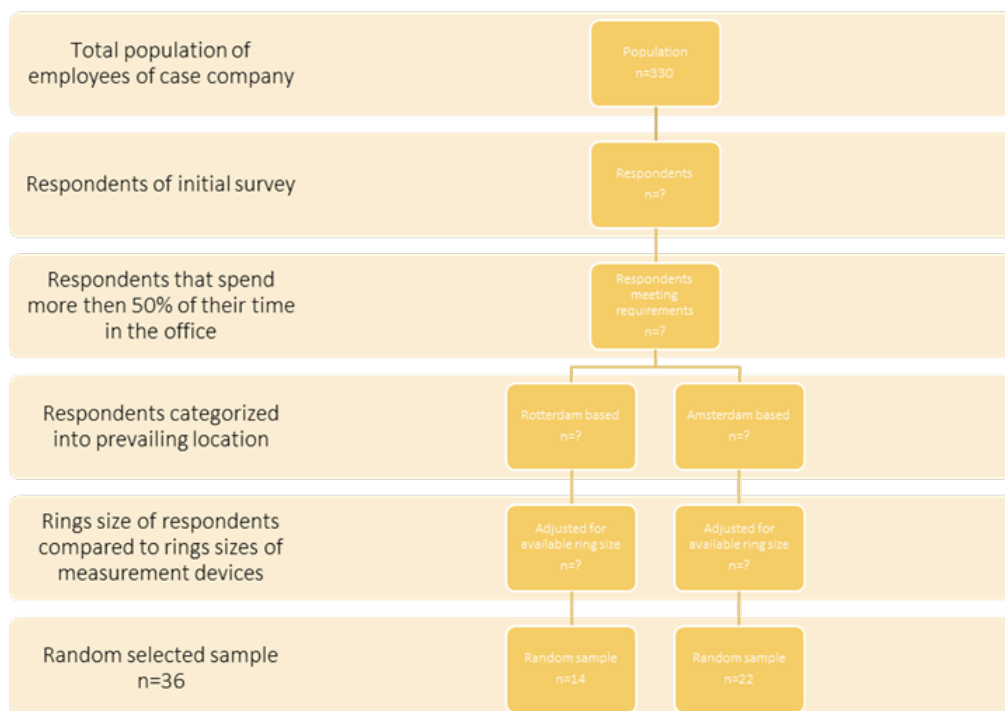 Total population of
employees of case company
Population
n=330
Respondents of initial survey
Respondents
n=?
Respondents that spend
more then 50% of their time
in the office
Respondents
meeting
requirements
n=?
Respondents categorized
into prevailing location
Rotterdam based
n=?
Amsterdam based
n=?
Rings size of respondents
compared to rings sizes of
measurement devices
Adjusted for
available ring size
n=?
Adjusted for
available ring size
n=?
Random selected sample
n=36
Random sample
n=14
Random sample
n=22